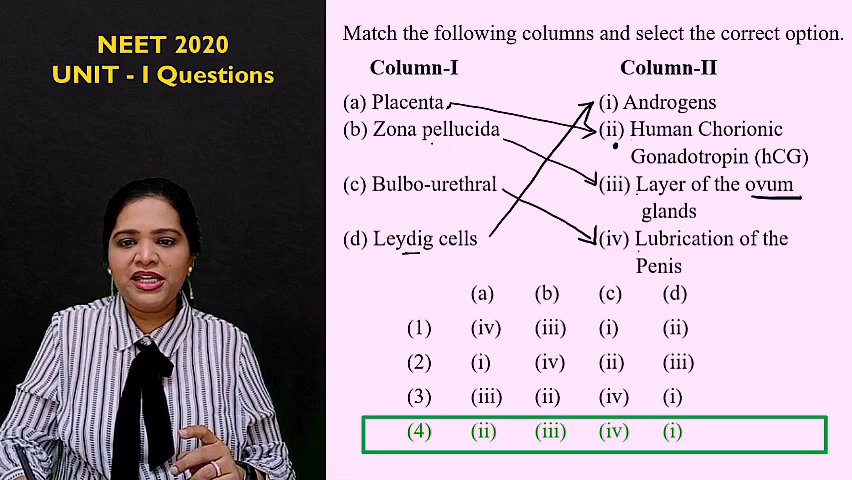 NEET 2020
UNIT - I Questions
Match the following columns and select the correct option.
Column-I Column-II
(a) Placenta (i) Androgens
(b) Zona pellucida (ii) Human Chorionic
Gonadotropin (hCG)
(c) Bulbo-urethral (iii) Layer of the ovum
glands
(d) Leydig cells (iv) Lubrication of the
Penis
(a) (b) (c) (d)
(1) (iv) (iii) (i) (ii)
(2) (i) (iv) (ii) (iii)
(3) (iii) (ii) (iv) (i)
(4) (ii) (iii) (iv) (i)